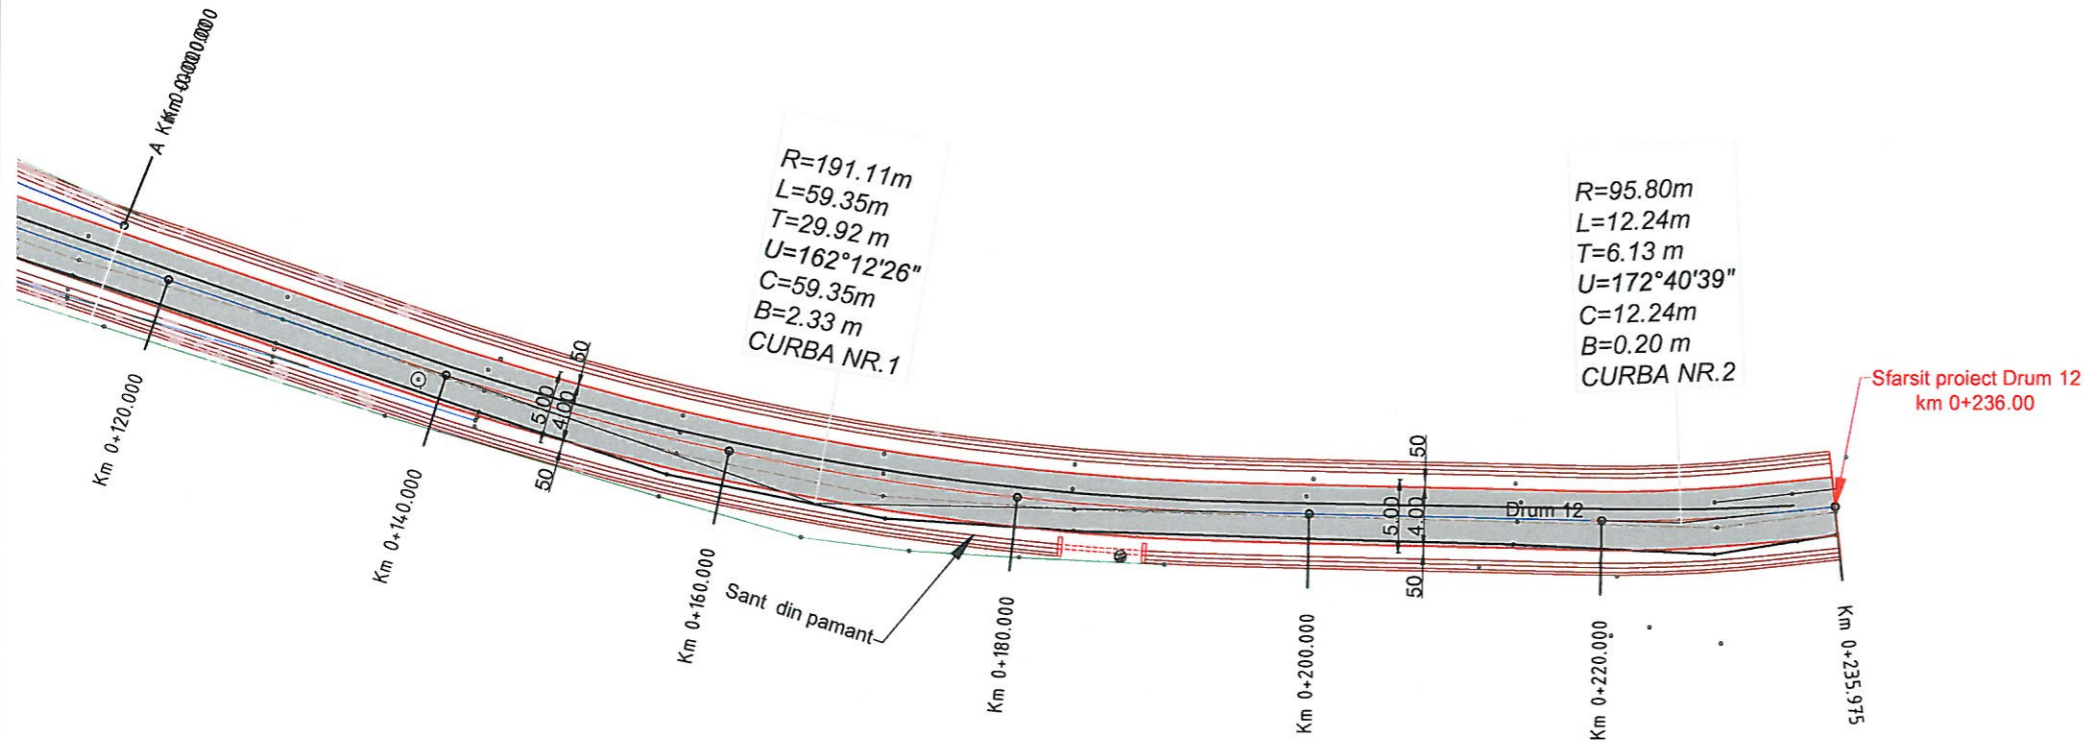 R=191.11m
L=59.35m
T=29.92 m
U=162°12'26"
C=59.35m
B=2.33 m
CURBA NR.1
R=95.80m
L=12.24m
T=6.13 m
U=172°40'39"
C=12.24m
B=0.20 m
CURBA NR.2
Sfarsit proiect Drum 12
km 0+236.00
50
5.00
4.00
50
50
5.00
4.00
50
Drum 12
Sant din pamant
Km 0+120.000
Km 0+140.000
Km 0+160.000
Km 0+180.000
Km 0+200.000
Km 0+220.000
Km 0+235.975